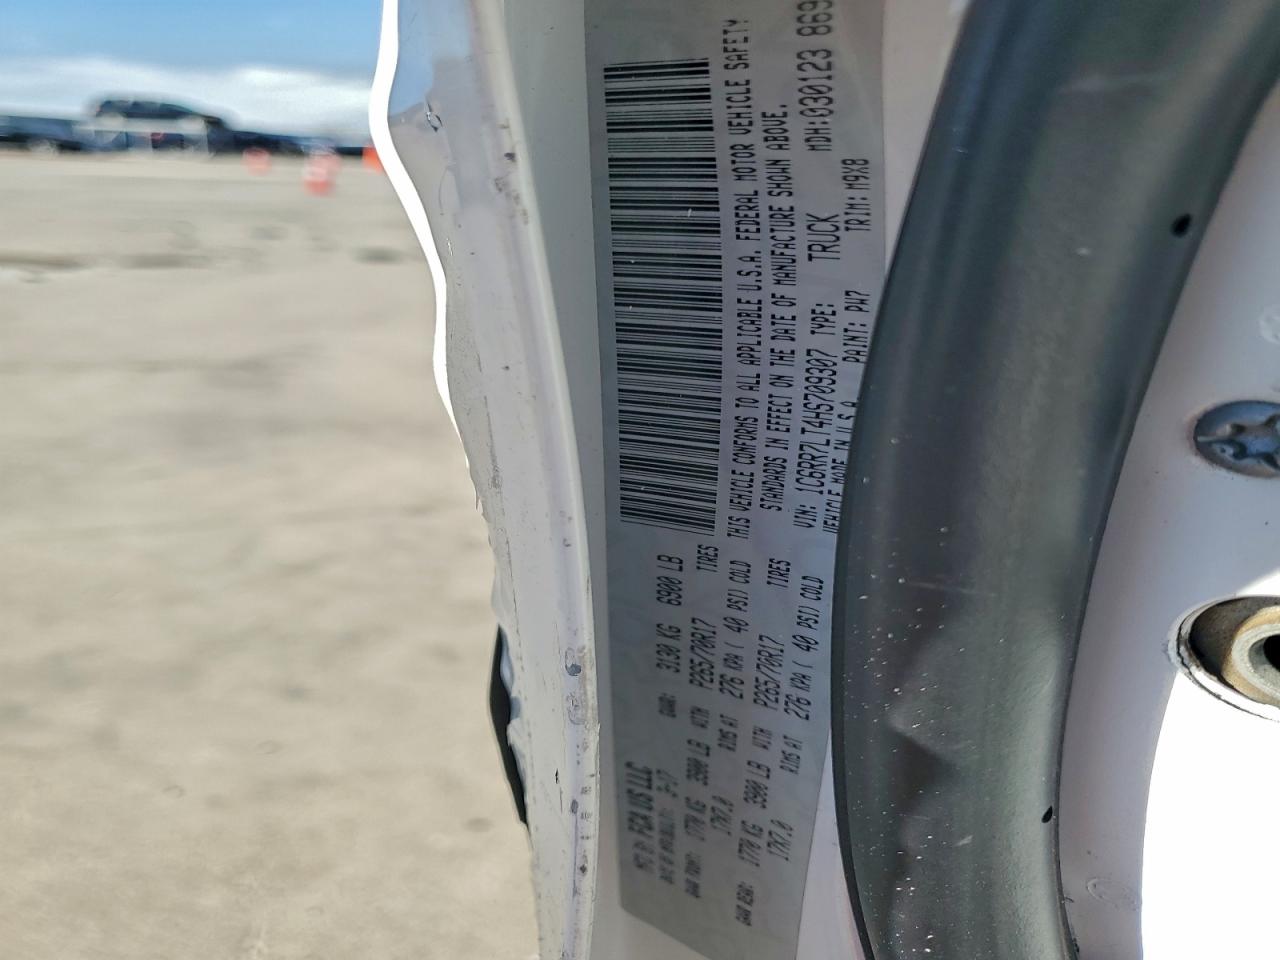 MFD BY FCA US LLC
DATE OF MFR: 3-17 GVWR: 3130 KG 6900 LB
GAWR FRONT: 1770 KG 3900 LB WITH P265/70R17 TIRES
17X7.0 RIMS AT 276 KPA ( 40 PSI) COLD
GAWR REAR: 1770 KG 3900 LB WITH P265/70R17 TIRES
17X7.0 RIMS AT 276 KPA ( 40 PSI) COLD
THIS VEHICLE CONFORMS TO ALL APPLICABLE U.S.A. FEDERAL MOTOR VEHICLE SAFETY
STANDARDS IN EFFECT ON THE DATE OF MANUFACTURE SHOWN ABOVE.
VIN: 1C6RR7LT4HS709307 TYPE: TRUCK MDH:030123 869
VEHICLE MADE IN U.S.A PAINT: PW7 TRIM: M9X8